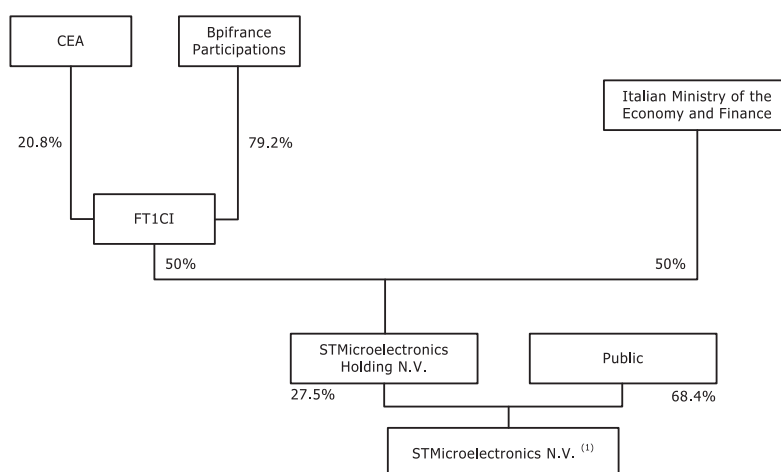 CEA
Bpifrance
Participations
Italian Ministry of the
Economy and Finance
20.8%
79.2%
FT1CI
50%
50%
STMicroelectronics
Holding N.V.
Public
27.5%
68.4%
STMicroelectronics N.V. (1)